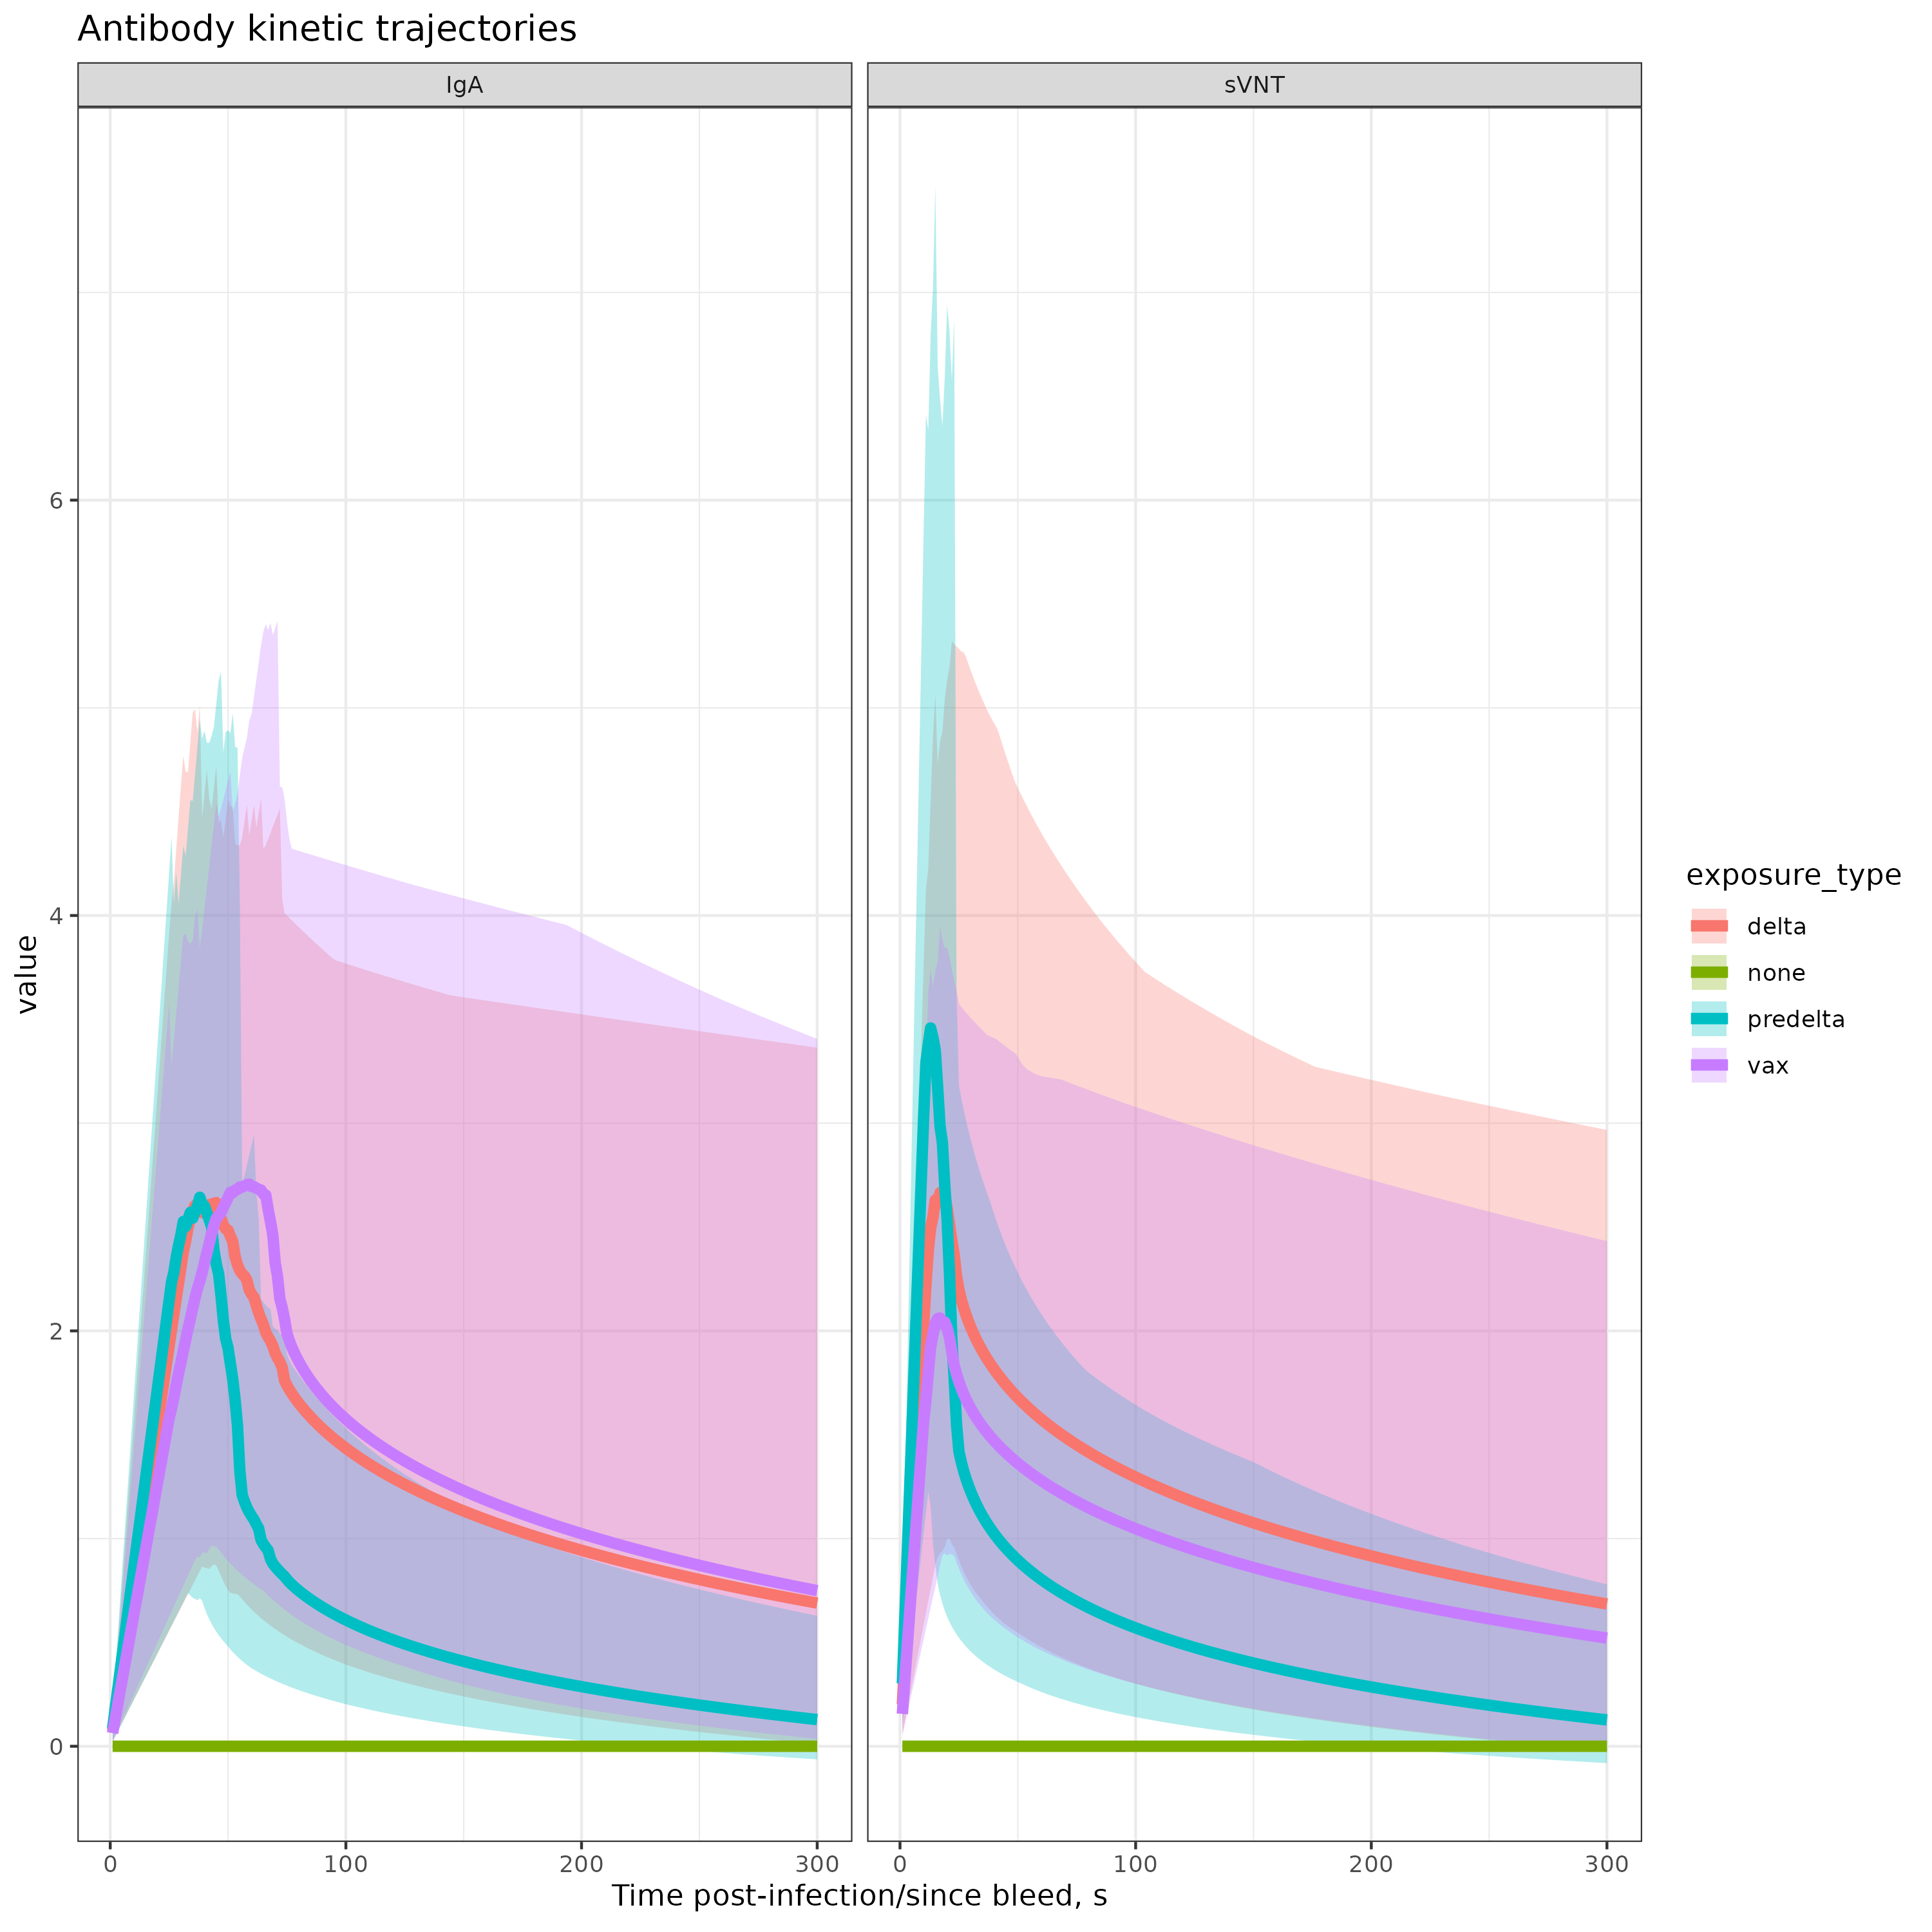 Antibody kinetic trajectories
IgA
sVNT
value
6
4
2
0
0
100
200
300
0
100
200
300
Time post-infection/since bleed, s
exposure_type
delta
none
predelta
vax